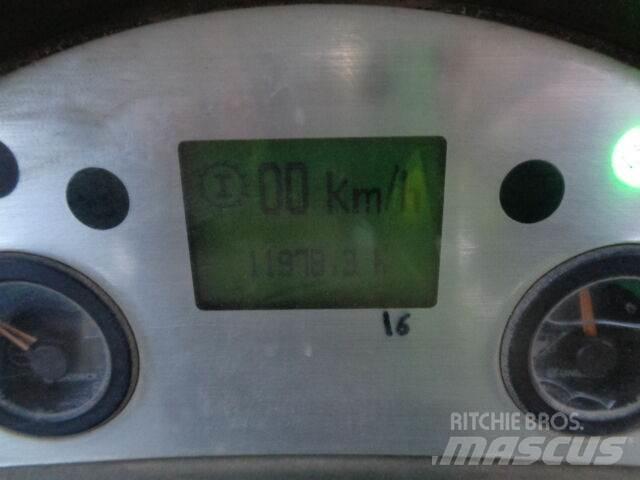 00 Km/h
11978.3 h
16
RITCHIE BROS.
MASCUS